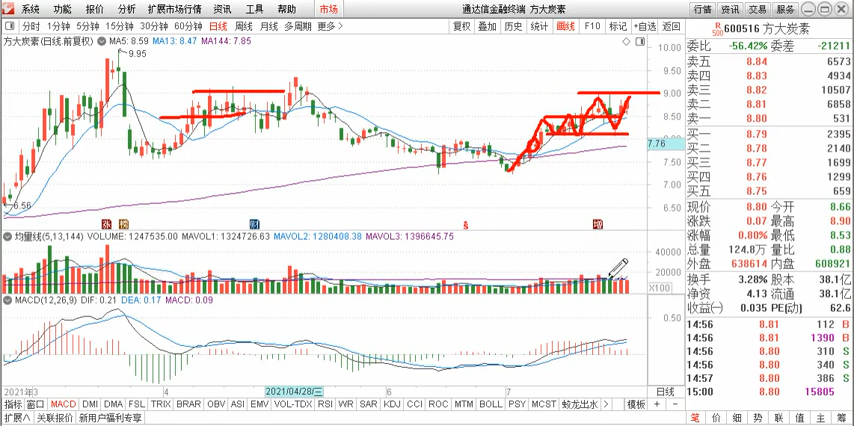 系统 功能 报价 分析 扩展市场行情 资讯 工具 帮助 市场 通达信金融终端 方大炭素 行情 资讯 交易 服务
分时 1分钟 5分钟 15分钟 30分钟 60分钟 日线 周线 月线 多周期 更多> 复权 叠加 历史 统计 画线 F10 标记 +自选 返回
R 500 600516 方大炭素
方大炭素(日线.前复权) MA5: 8.59 MA13: 8.47 MA144: 7.85
委比 -56.42% 委差 -21211
卖五 8.84 6573
卖四 8.83 4934
卖三 8.82 10507
卖二 8.81 6858
卖一 8.80 531
买一 8.79 2395
买二 8.78 2140
买三 8.77 1699
买四 8.76 1299
买五 8.75 659
现价 8.80 今开 8.66
涨跌 0.07 最高 8.90
涨幅 0.80% 最低 8.53
总量 124.8万 量比 0.88
外盘 638614 内盘 608921
换手 3.28% 股本 38.1亿
净资 4.13 流通 38.1亿
收益(一) 0.035 PE(动) 62.6
14:56 8.81 112 B
14:56 8.81 1390 B
14:56 8.80 310 S
14:56 8.80 340 S
14:57 8.80 386 S
15:00 8.80 15805
9.95
6.56
10.00
9.50
9.00
8.50
8.00
7.76
7.50
7.00
6.50
涨 财 S
均量线(5,13,144) VOLUME: 1247535.00 MAVOL1: 1324726.63 MAVOL2: 1280408.38 MAVOL3: 1396645.75
40000
20000
X100
MACD(12,26,9) DIF: 0.21 DEA: 0.17 MACD: 0.09
0.50
2021年3 4 2021/04/28/三 6 7 日线
指标 窗口 MACD DMI DMA FSL TRIX BRAR OBV ASI EMV VOL-TDX RSI WR SAR KDJ CCI ROC MTM BOLL PSY MCST 蛟龙出水 > 模板 + -
扩展∧ 关联报价 新用户福利专享
笔 价 细 势 联 值 主 筹